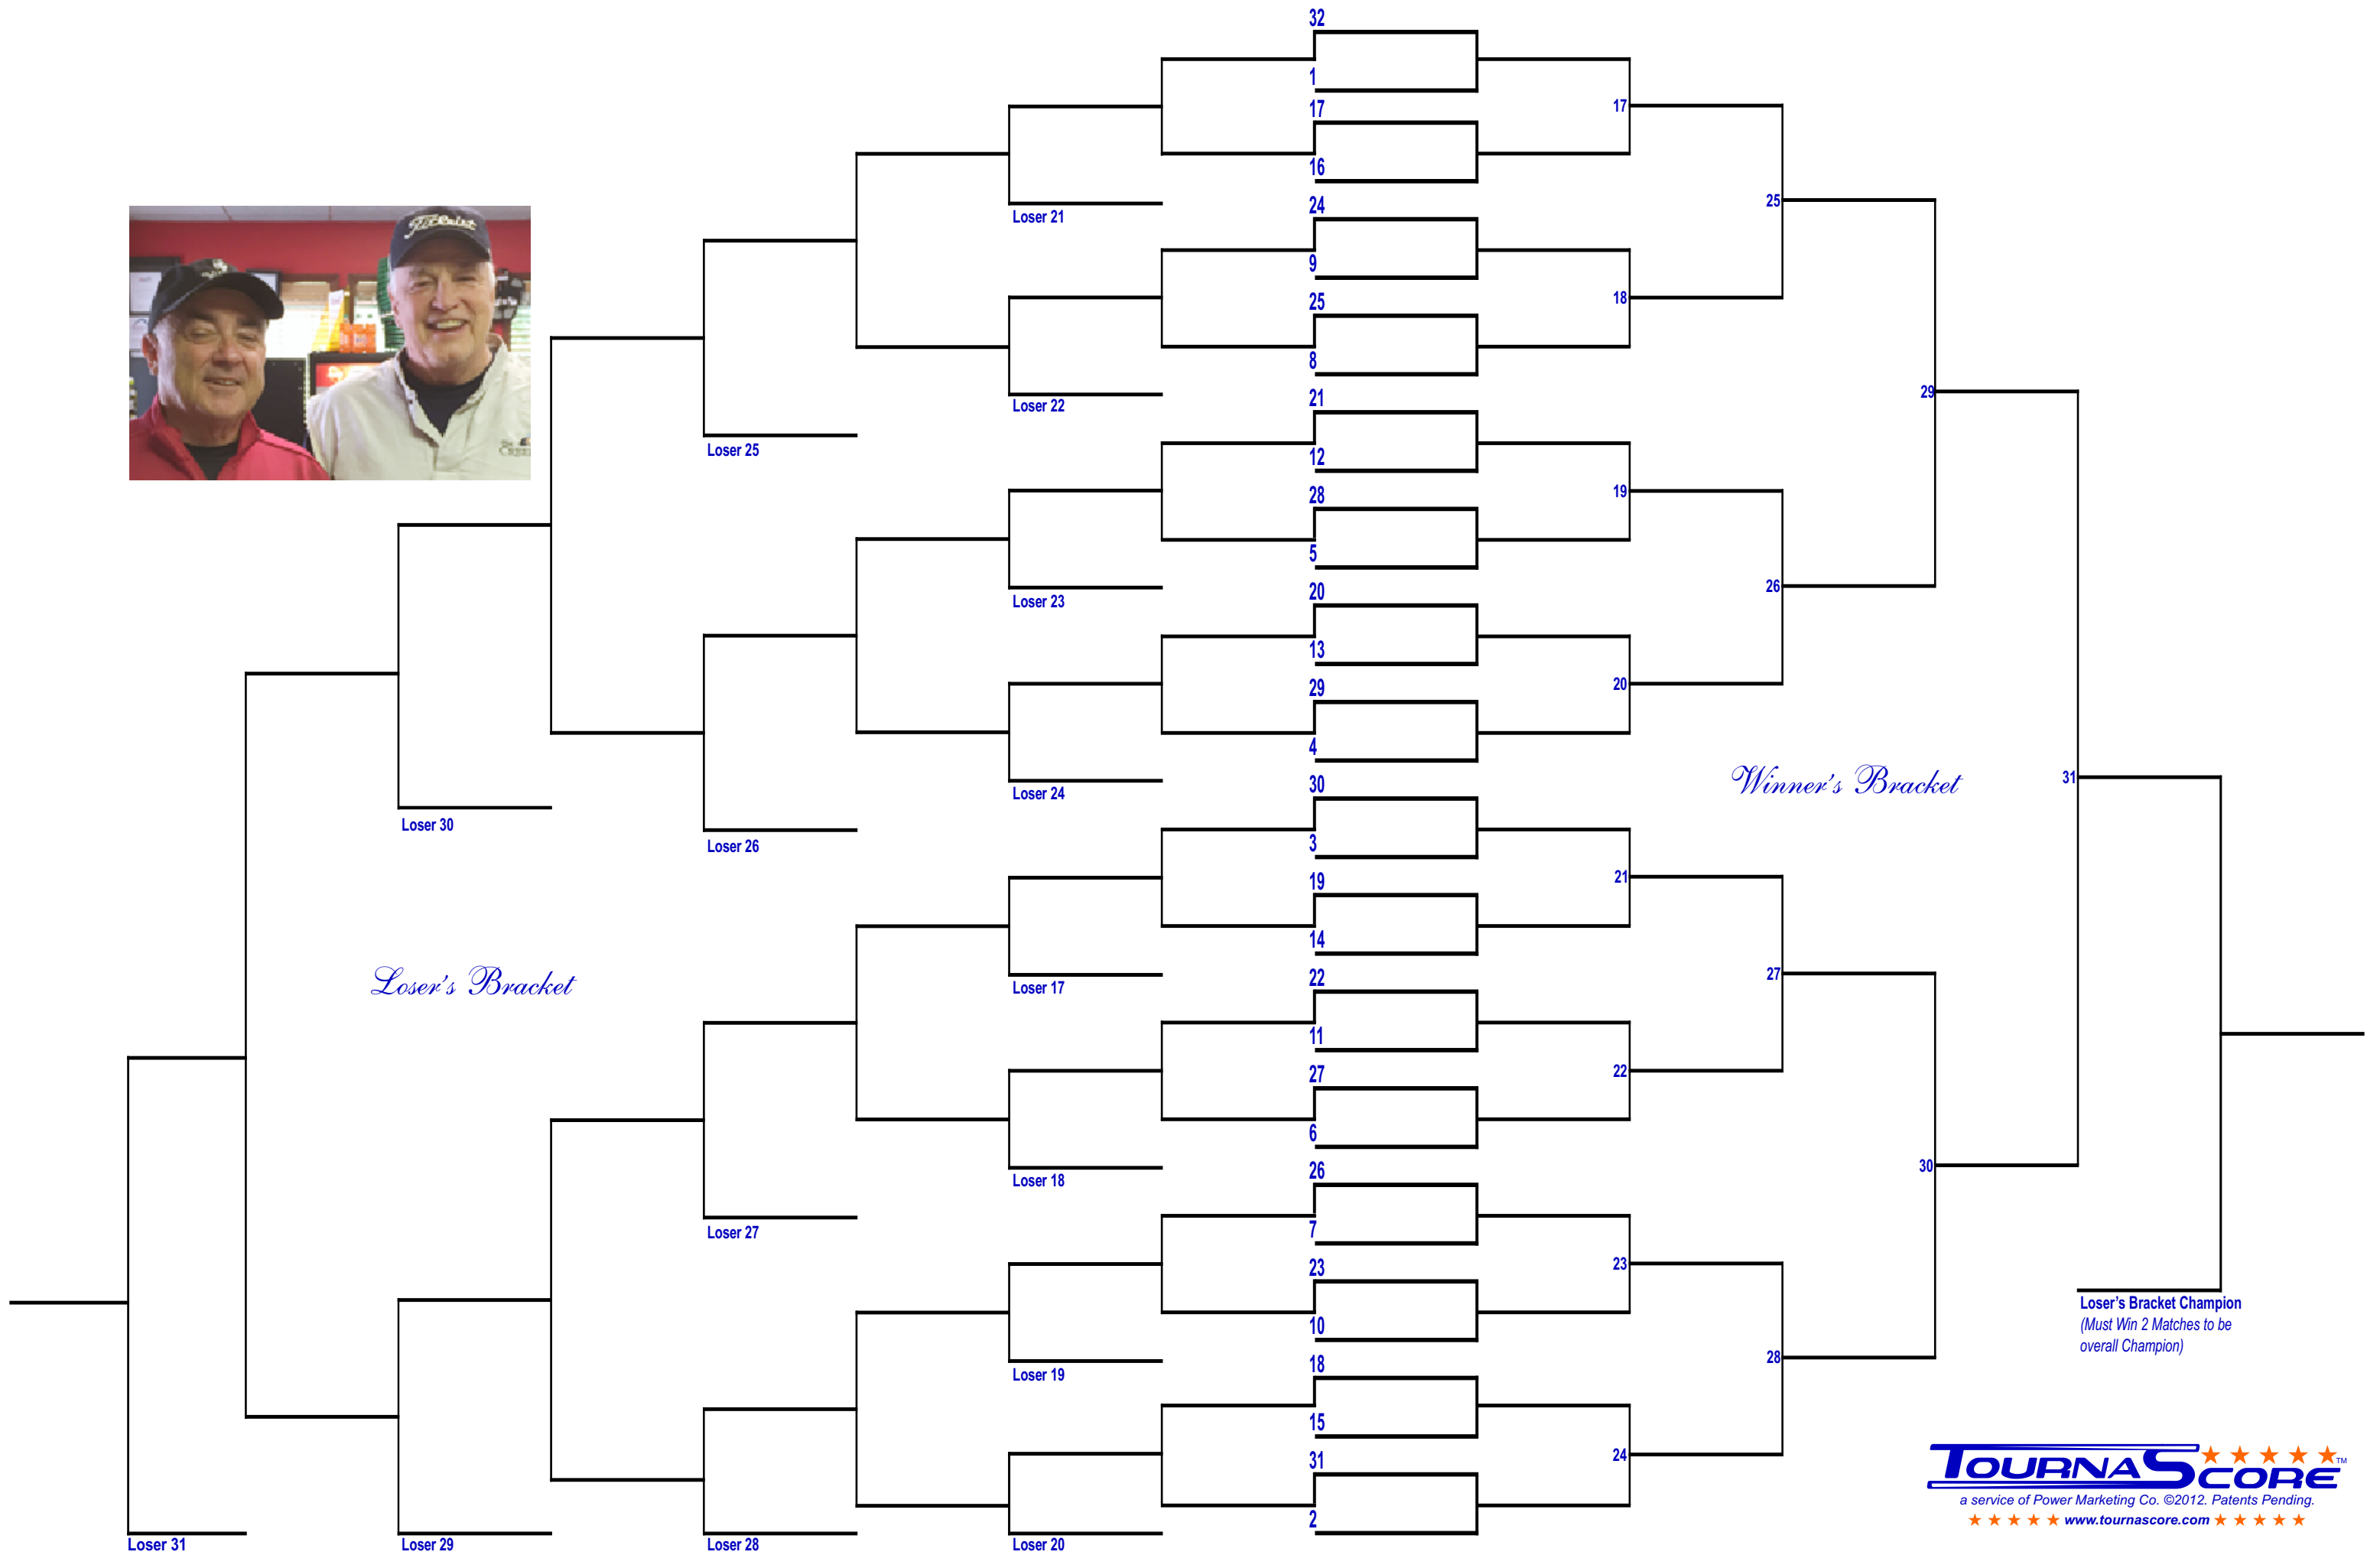 32
1
17
17
16
25
Loser 21
24
9
18
25
8
29
Loser 22
21
12
Loser 25
19
28
5
26
Loser 23
20
13
20
29
4
Winner's Bracket
31
30
Loser 24
Loser 30
3
Loser 26
21
19
14
27
Loser's Bracket
22
Loser 17
11
22
27
6
30
26
Loser 18
7
Loser 27
23
23
Loser's Bracket Champion
(Must Win 2 Matches to be
overall Champion)
10
28
18
Loser 19
15
24
31
TOURNASCORE TM
a service of Power Marketing Co. ©2012. Patents Pending.
www.tournascore.com
2
Loser 31
Loser 29
Loser 28
Loser 20